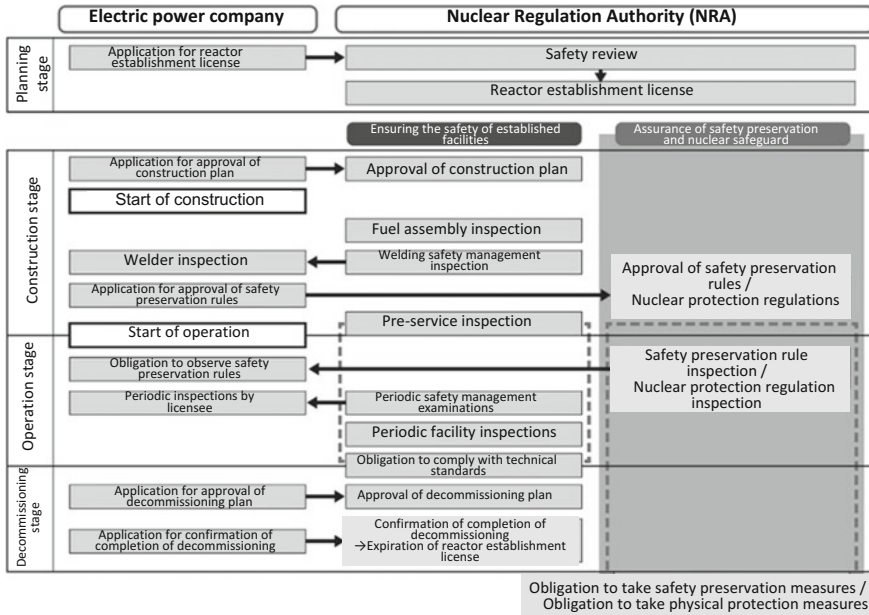 Electric power company
Nuclear Regulation Authority (NRA)
Planning
stage
Application for reactor
establishment license
Safety review
Reactor establishment license
Ensuring the safety of established
facilities
Assurance of safety preservation
and nuclear safeguard
Construction stage
Application for approval of
construction plan
Approval of construction plan
Start of construction
Fuel assembly inspection
Welder inspection
Welding safety management
inspection
Application for approval of safety
preservation rules
Approval of safety preservation
rules /
Nuclear protection regulations
Start of operation
Pre-service inspection
Operation stage
Obligation to observe safety
preservation rules
Safety preservation rule
inspection /
Nuclear protection regulation
inspection
Periodic inspections by
licensee
Periodic safety management
examinations
Periodic facility inspections
Obligation to comply with technical
standards
Decommissioning
stage
Application for approval of
decommissioning plan
Approval of decommissioning plan
Application for confirmation of
completion of decommissioning
Confirmation of completion of
decommissioning
→Expiration of reactor establishment
license
Obligation to take safety preservation measures /
Obligation to take physical protection measures